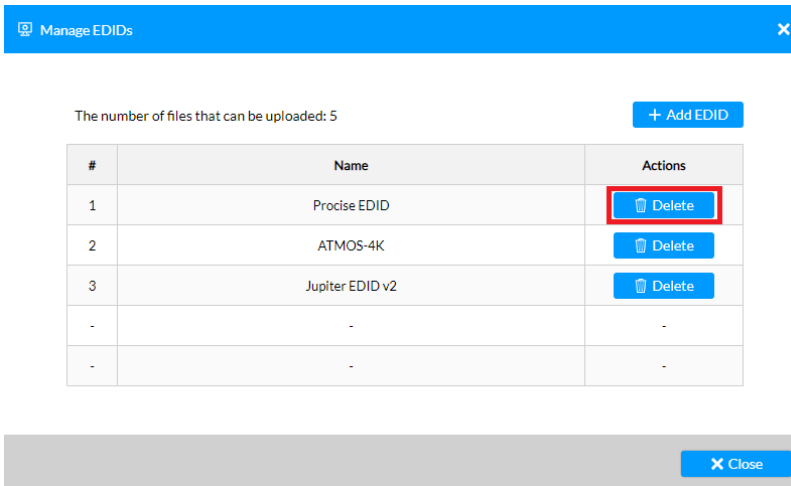 Manage EDIDs
The number of files that can be uploaded: 5
+ Add EDID
# Name Actions
1 Procise EDID Delete
2 ATMOS-4K Delete
3 Jupiter EDID v2 Delete
- - -
- - -
Close